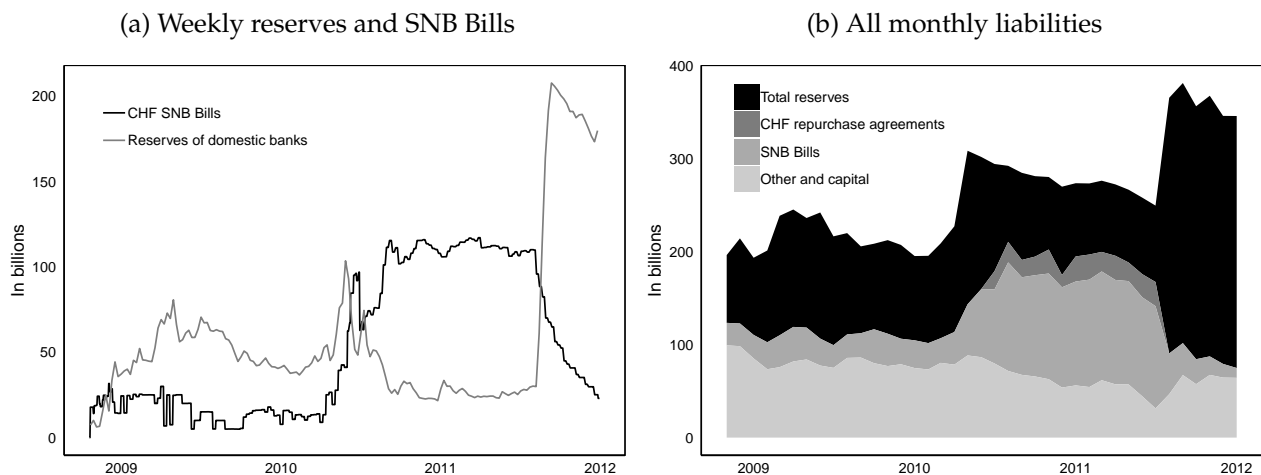 (a) Weekly reserves and SNB Bills
In billions
200
150
100
50
0
CHF SNB Bills
Reserves of domestic banks
2009 2010 2011 2012
(b) All monthly liabilities
In billions
400
300
200
100
0
Total reserves
CHF repurchase agreements
SNB Bills
Other and capital
2009 2010 2011 2012